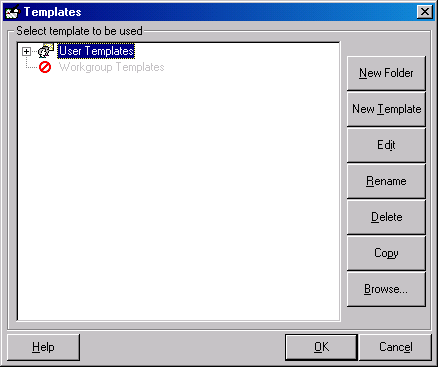 Templates
Select template to be used
User Templates
Workgroup Templates
New Folder
New Template
Edit
Rename
Delete
Copy
Browse...
Help
OK
Cancel